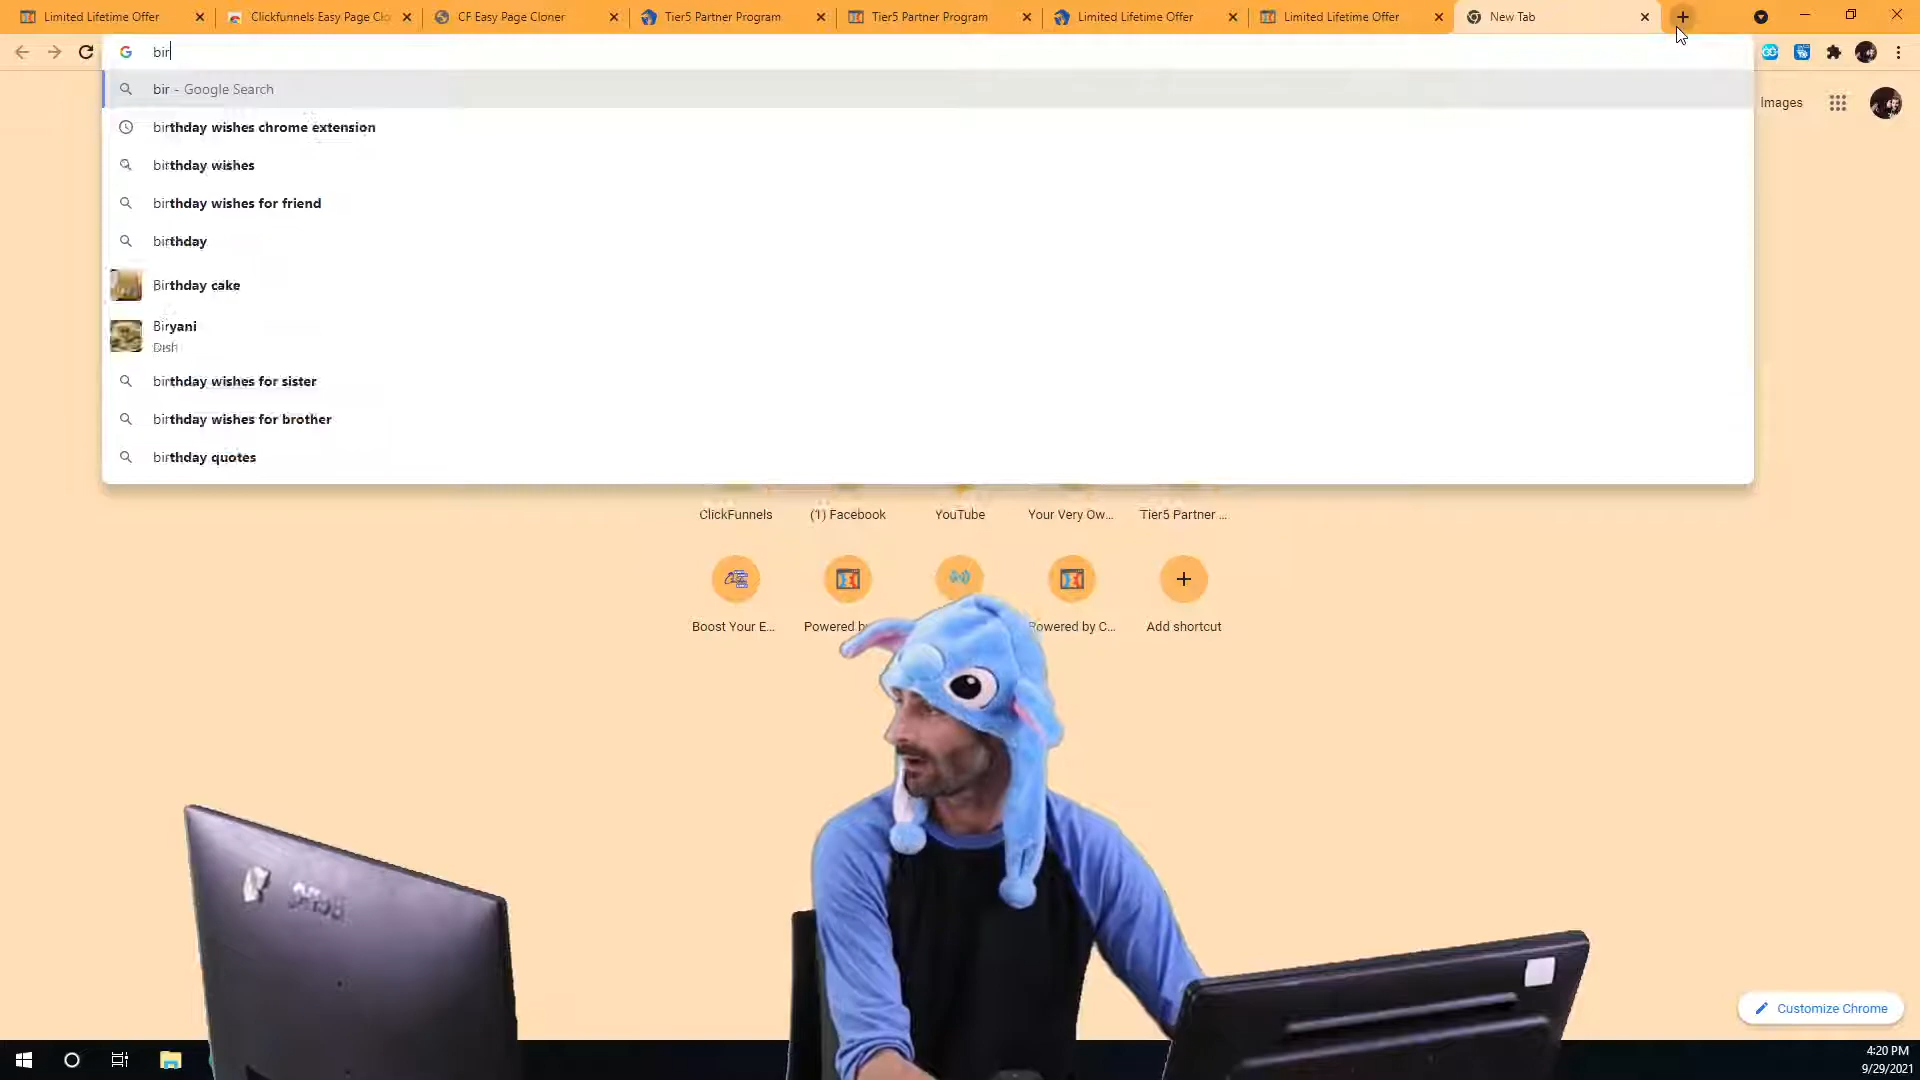 Limited Lifetime Offer
Clickfunnels Easy Page Clo
CF Easy Page Cloner
Tier5 Partner Program
Tier5 Partner Program
Limited Lifetime Offer
Limited Lifetime Offer
New Tab
bir
bir - Google Search
birthday wishes chrome extension
Images
birthday wishes
birthday wishes for friend
birthday
Birthday cake
Biryani
Dish
birthday wishes for sister
birthday wishes for brother
birthday quotes
ClickFunnels
(1) Facebook
YouTube
Your Very Ow...
Tier5 Partner ...
Boost Your E...
Powered by
Powered by C...
Add shortcut
Customize Chrome
4:20 PM
9/29/2021